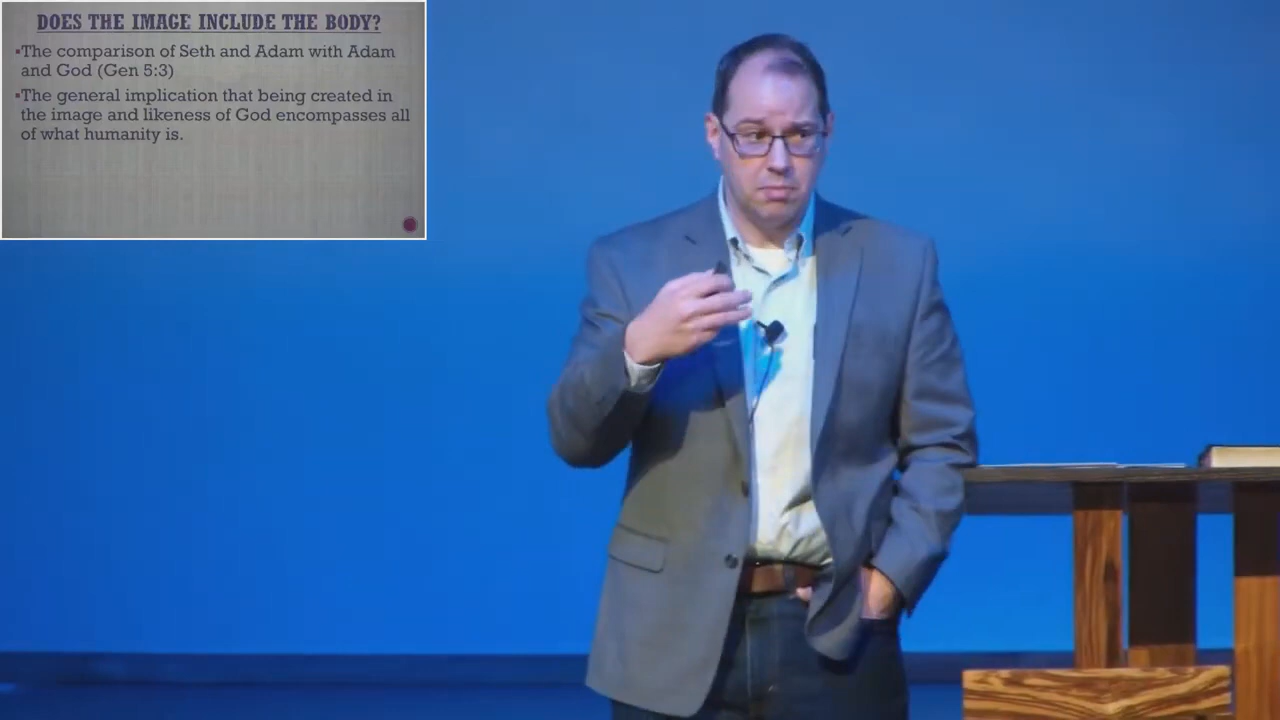 DOES THE IMAGE INCLUDE THE BODY?
▪The comparison of Seth and Adam with Adam
and God (Gen 5:3)
▪The general implication that being created in
the image and likeness of God encompasses all
of what humanity is.